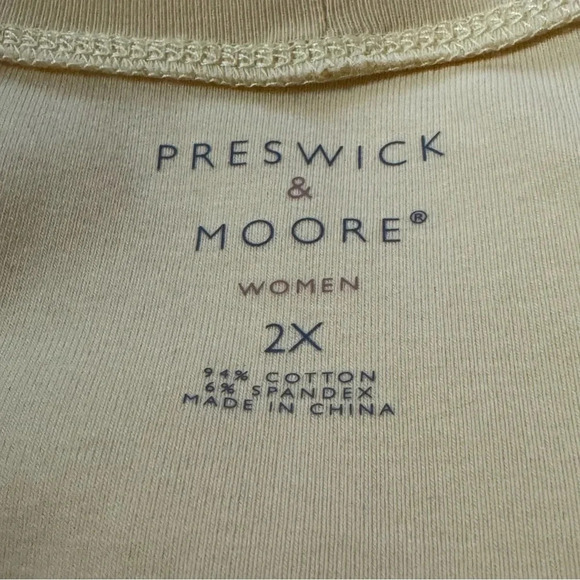 PRESWICK
&
MOORE®
WOMEN
2X
94% COTTON
6% SPANDEX
MADE IN CHINA